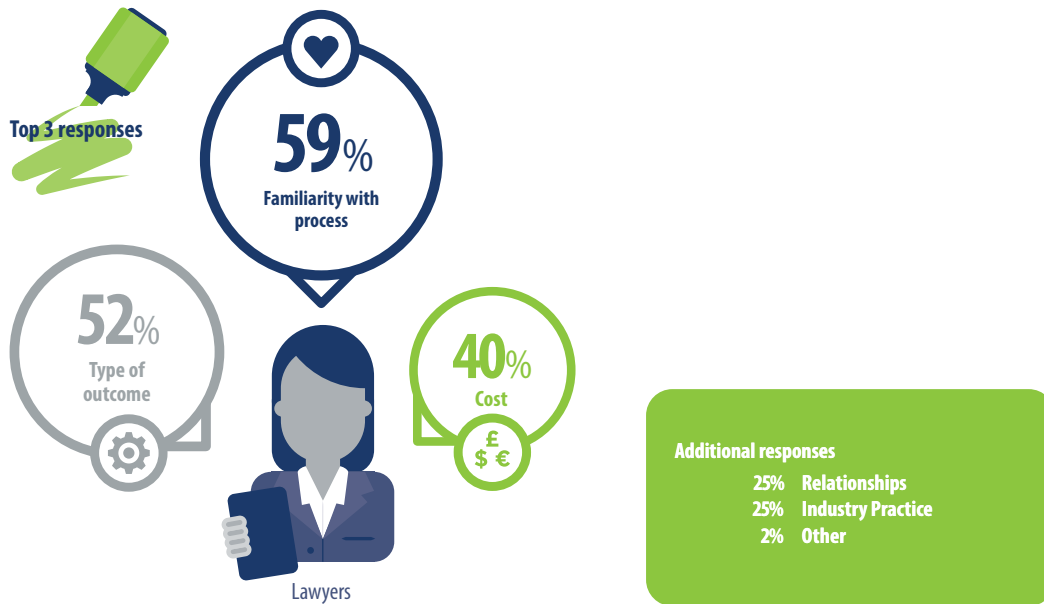 Top 3 responses
59%
Familiarity with
process
52%
Type of
outcome
40%
Cost
£
$ €
Lawyers
Additional responses
25% Relationships
25% Industry Practice
2% Other